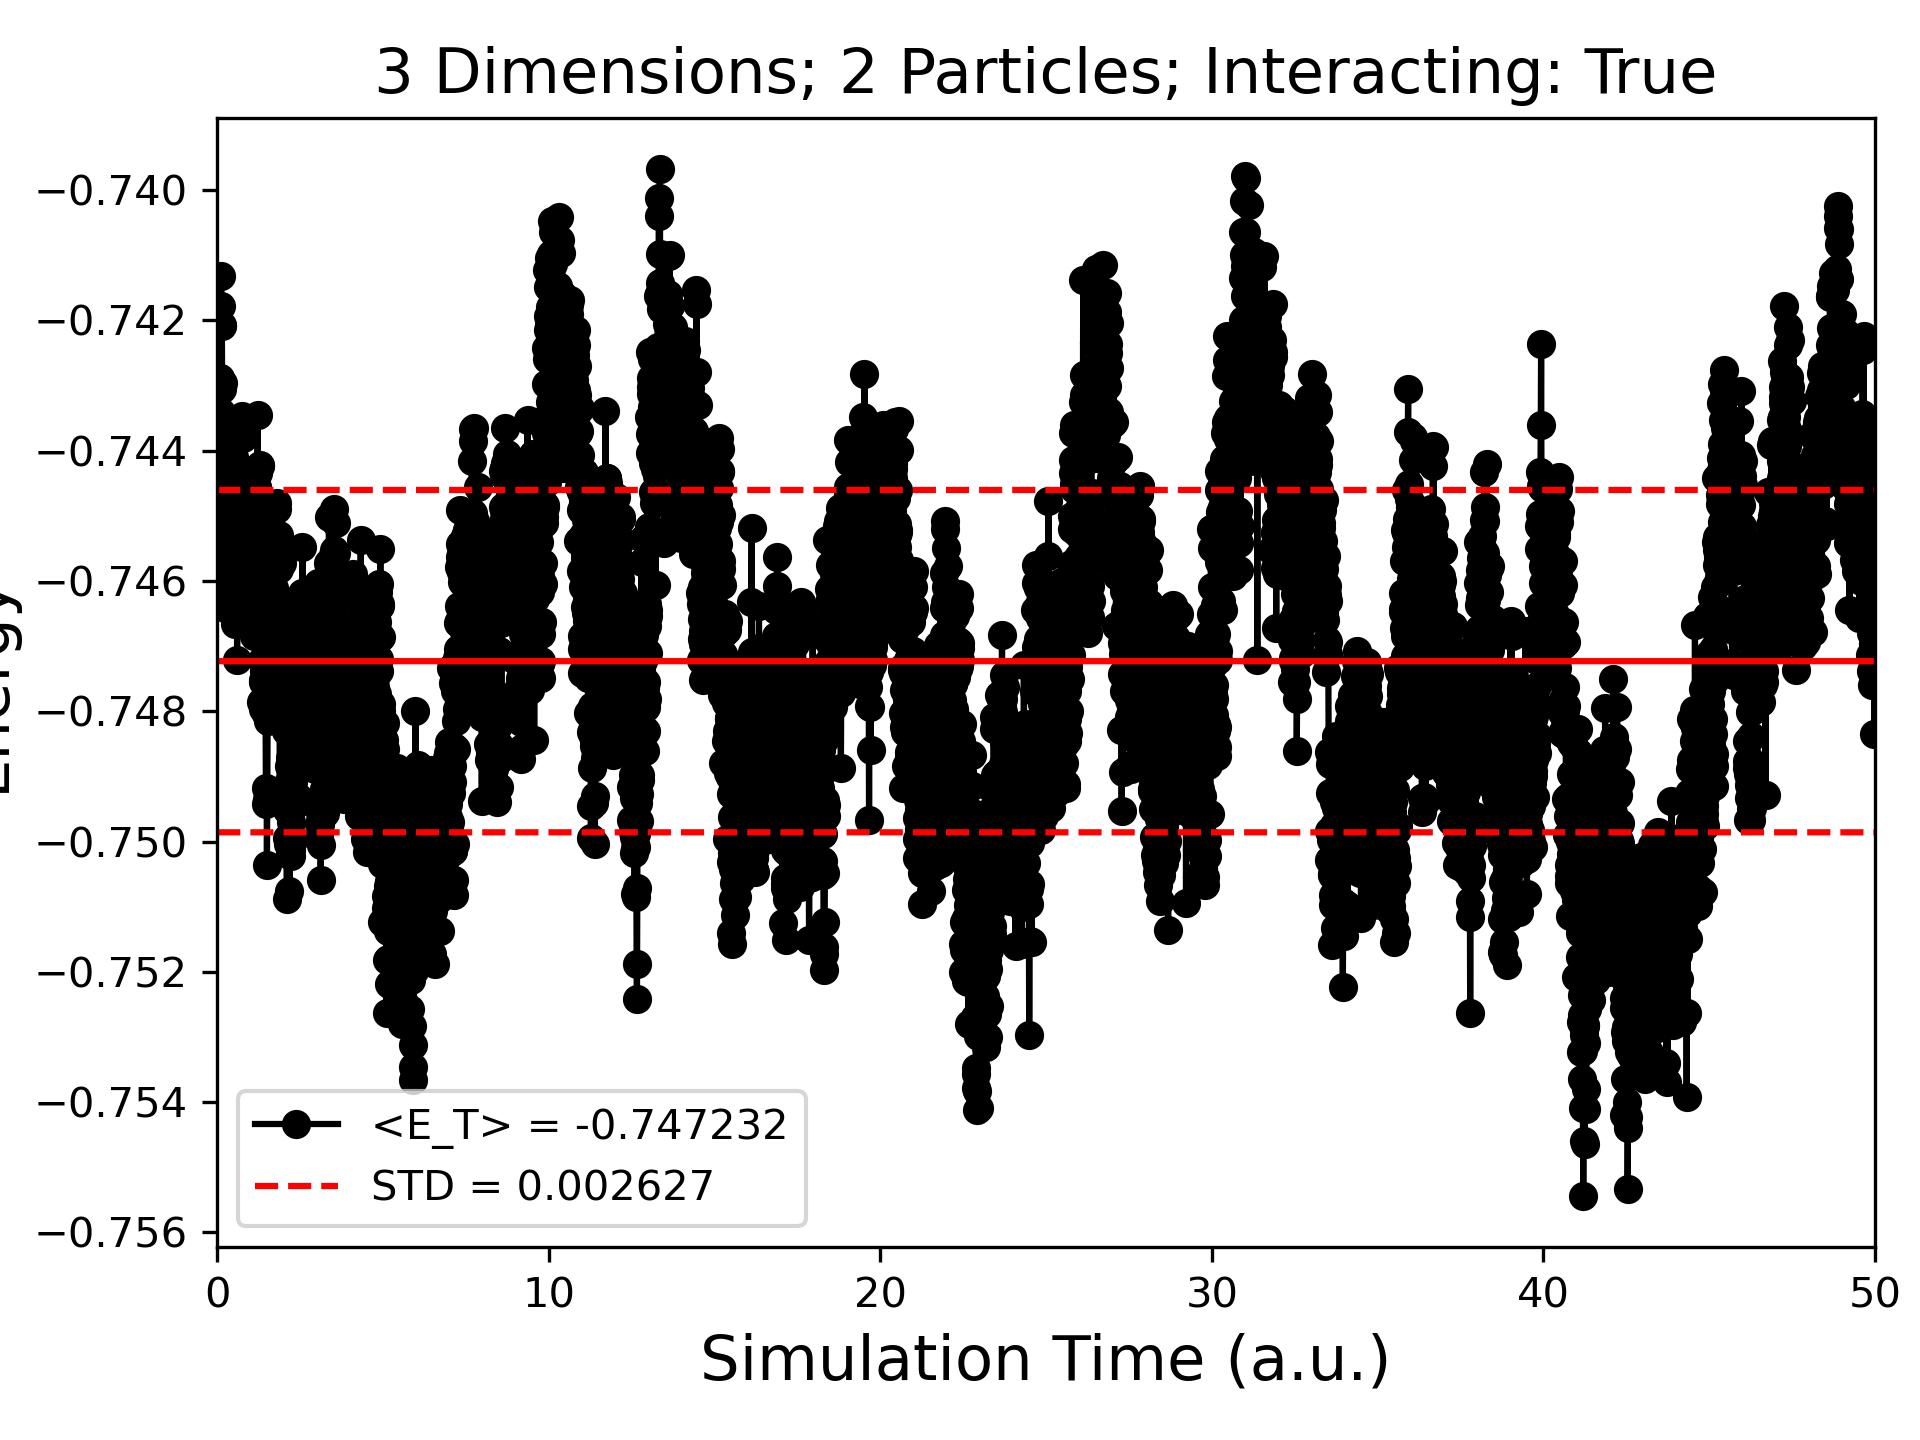 3 Dimensions; 2 Particles; Interacting: True
Energy
−0.740
−0.742
−0.744
−0.746
−0.748
−0.750
−0.752
−0.754
−0.756
<E_T> = -0.747232
STD = 0.002627
0 10 20 30 40 50
Simulation Time (a.u.)